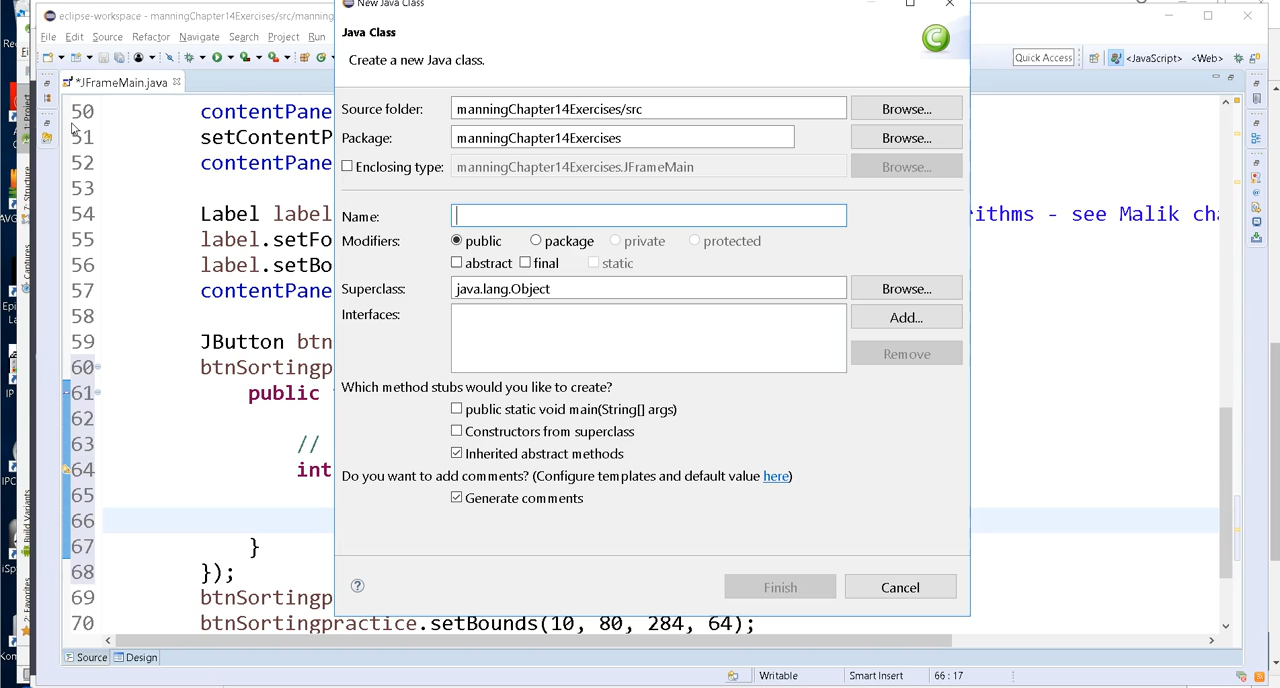 eclipse-workspace - manningChapter14Exercises/src/manning
New Java Class
File Edit Source Refactor Navigate Search Project Run
Java Class
Create a new Java class.
Quick Access
<JavaScript>
<Web>
*JFrameMain.java
Source folder: manningChapter14Exercises/src Browse...
Package: manningChapter14Exercises Browse...
Enclosing type: manningChapter14Exercises.JFrameMain Browse...
Name:
Modifiers: public package private protected
abstract final static
Superclass: java.lang.Object Browse...
Interfaces: Add...
Remove
Which method stubs would you like to create?
public static void main(String[] args)
Constructors from superclass
Inherited abstract methods
Do you want to add comments? (Configure templates and default value here)
Generate comments
Finish Cancel
50 contentPane
51 setContentP
52 contentPane
53
54 Label label ithms - see Malik cha
55 label.setFo
56 label.setBo
57 contentPane
58
59 JButton btn
60 btnSortingp
61 public
62
63 //
64 int
65
66
67 }
68 });
69 btnSortingp
70 btnSortingpractice.setBounds(10, 80, 284, 64);
Source Design
Writable Smart Insert 66 : 17